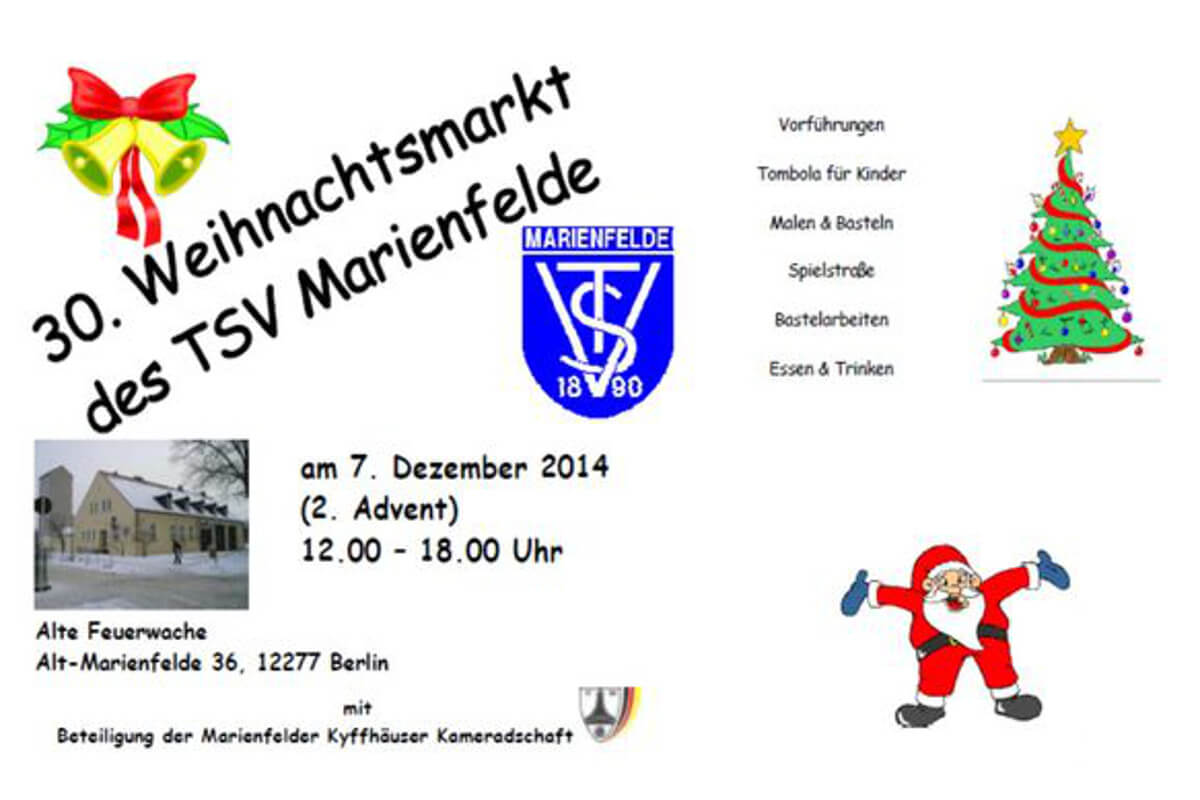 30. Weihnachtsmarkt
des TSV Marienfelde
MARIENFELDE
TSV
1890
am 7. Dezember 2014
(2. Advent)
12.00 – 18.00 Uhr
Alte Feuerwache
Alt-Marienfelde 36, 12277 Berlin
mit
Beteiligung der Marienfelder Kyffhäuser Kameradschaft
Vorführungen
Tombola für Kinder
Malen & Basteln
Spielstraße
Bastelarbeiten
Essen & Trinken